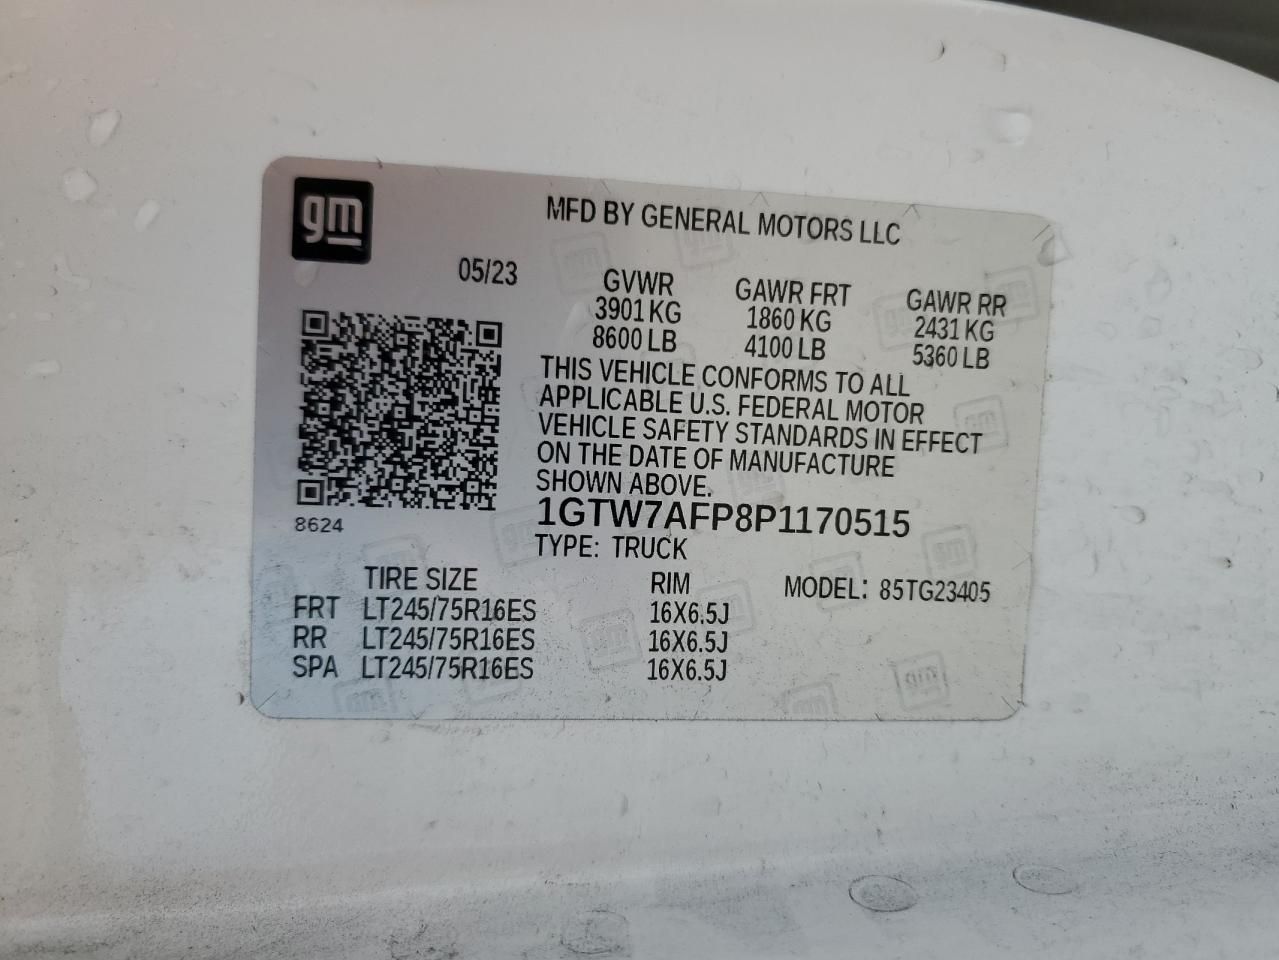 gm
MFD BY GENERAL MOTORS LLC
05/23
GVWR GAWR FRT GAWR RR
3901 KG 1860 KG 2431 KG
8600 LB 4100 LB 5360 LB
THIS VEHICLE CONFORMS TO ALL
APPLICABLE U.S. FEDERAL MOTOR
VEHICLE SAFETY STANDARDS IN EFFECT
ON THE DATE OF MANUFACTURE
SHOWN ABOVE.
8624
1GTW7AFP8P1170515
TYPE: TRUCK
TIRE SIZE RIM MODEL: 85TG23405
FRT LT245/75R16ES 16X6.5J
RR LT245/75R16ES 16X6.5J
SPA LT245/75R16ES 16X6.5J